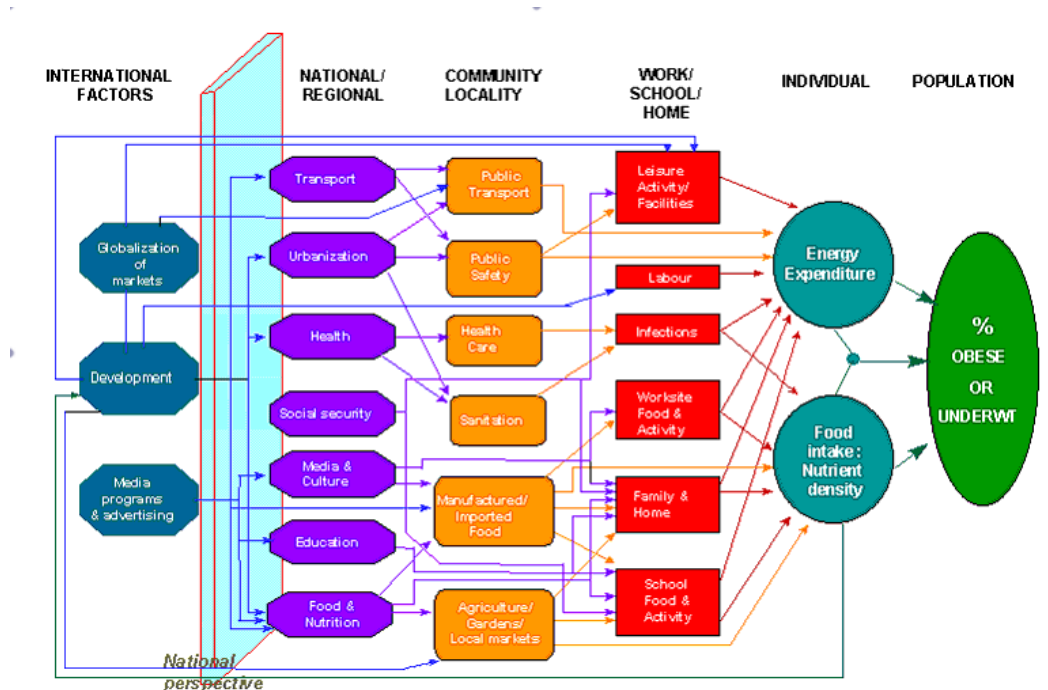 INTERNATIONAL
FACTORS
NATIONAL/
REGIONAL
COMMUNITY
LOCALITY
WORK/
SCHOOL/
HOME
INDIVIDUAL
POPULATION
Globalization
of
markets
Development
Media
programs
& advertising
Transport
Urbanization
Health
Social security
Media &
Culture
Education
Food &
Nutrition
National
perspective
Public
Transport
Public
Safety
Health
Care
Sanitation
Manufactured/
Imported
Food
Agriculture/
Gardens/
Local markets
Leisure
Activity/
Facilities
Labour
Infections
Worksite
Food &
Activity
Family &
Home
School
Food &
Activity
Energy
Expenditure
Food
intake:
Nutrient
density
%
OBESE
OR
UNDERWT